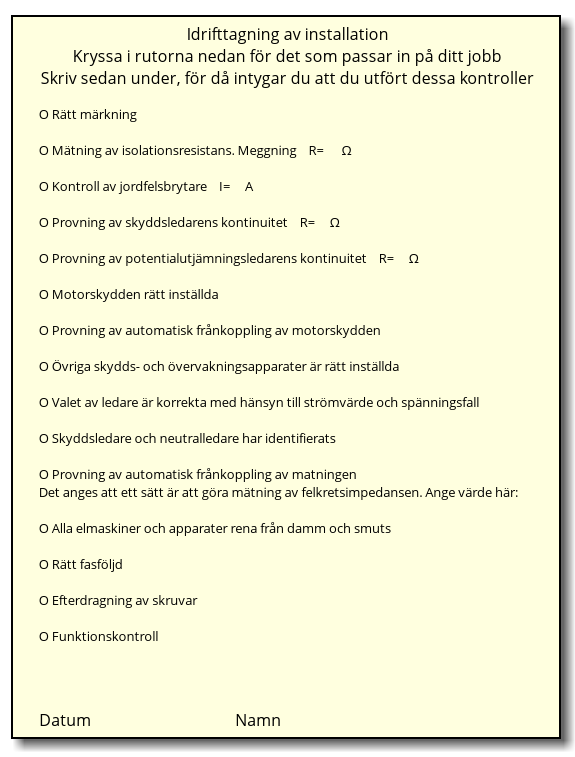 Idrifttagning av installation
Kryssa i rutorna nedan för det som passar in på ditt jobb
Skriv sedan under, för då intygar du att du utfört dessa kontroller
O Rätt märkning
O Mätning av isolationsresistans. Meggning R= Ω
O Kontroll av jordfelsbrytare I= A
O Provning av skyddsledarens kontinuitet R= Ω
O Provning av potentialutjämningsledarens kontinuitet R= Ω
O Motorskydden rätt inställda
O Provning av automatisk frånkoppling av motorskydden
O Övriga skydds- och övervakningsapparater är rätt inställda
O Valet av ledare är korrekta med hänsyn till strömvärde och spänningsfall
O Skyddsledare och neutralledare har identifierats
O Provning av automatisk frånkoppling av matningen
Det anges att ett sätt är att göra mätning av felkretsimpedansen. Ange värde här:
O Alla elmaskiner och apparater rena från damm och smuts
O Rätt fasföljd
O Efterdragning av skruvar
O Funktionskontroll
Datum Namn